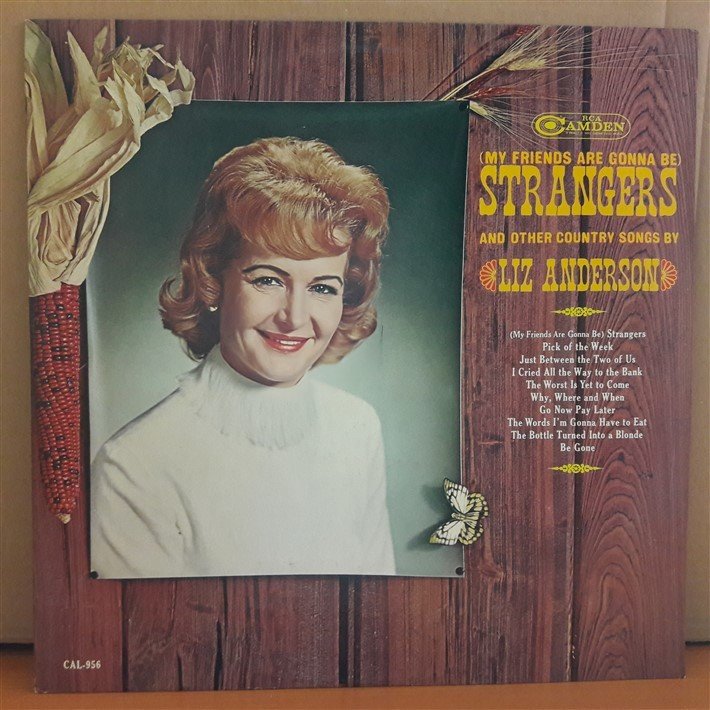 RCA
CAMDEN
(MY FRIENDS ARE GONNA BE)
STRANGERS
AND OTHER COUNTRY SONGS BY
LIZ ANDERSON
(My Friends Are Gonna Be) Strangers
Pick of the Week
Just Between the Two of Us
I Cried All the Way to the Bank
The Worst Is Yet to Come
Why, Where and When
Go Now Pay Later
The Words I'm Gonna Have to Eat
The Bottle Turned Into a Blonde
Be Gone
CAL-956